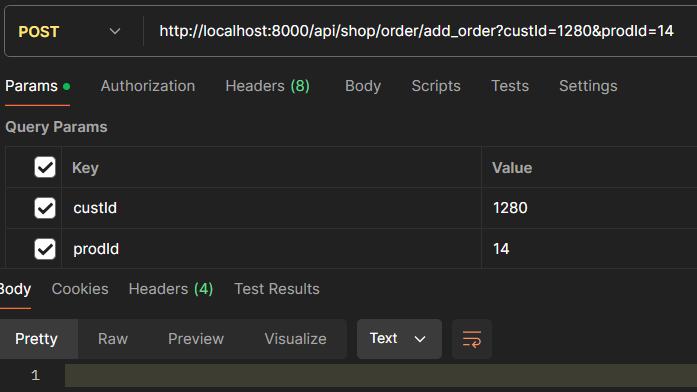 POST http://localhost:8000/api/shop/order/add_order?custId=1280&prodId=14
Params Authorization Headers (8) Body Scripts Tests Settings
Query Params
Key Value
custId 1280
prodId 14
Body Cookies Headers (4) Test Results
Pretty Raw Preview Visualize Text
1